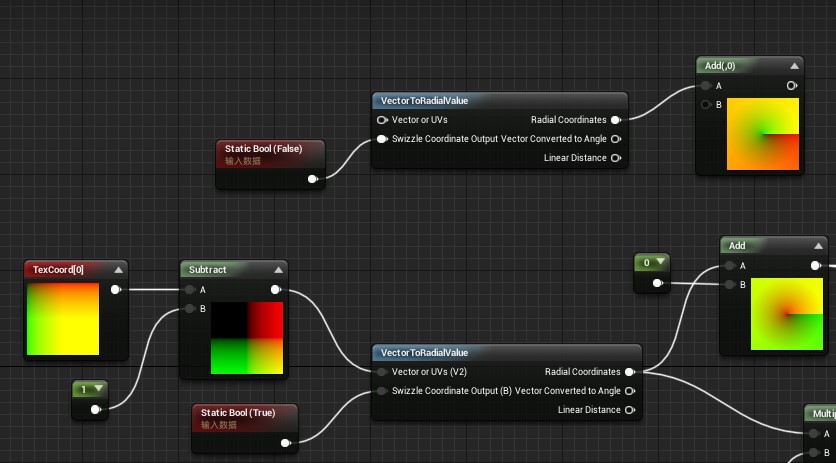 Add(,0)
A
B
VectorToRadialValue
Vector or UVs
Radial Coordinates
Swizzle Coordinate Output
Vector Converted to Angle
Linear Distance
Static Bool (False)
输入数据
TexCoord[0]
Subtract
A
B
0
Add
A
B
1
VectorToRadialValue
Vector or UVs (V2)
Radial Coordinates
Swizzle Coordinate Output (B)
Vector Converted to Angle
Linear Distance
Static Bool (True)
输入数据
Multip
A
B